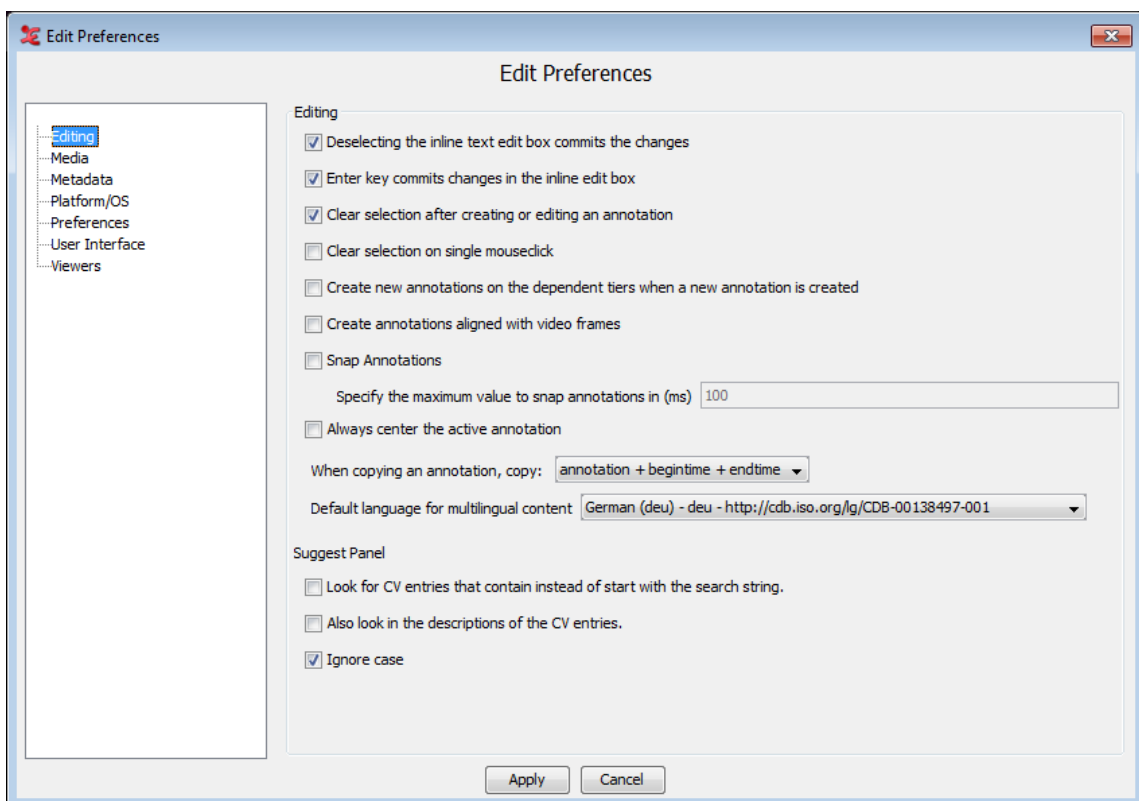 Edit Preferences
Edit Preferences
Editing
Media
Metadata
Platform/OS
Preferences
User Interface
Viewers
Editing
Deselecting the inline text edit box commits the changes
Enter key commits changes in the inline edit box
Clear selection after creating or editing an annotation
Clear selection on single mouseclick
Create new annotations on the dependent tiers when a new annotation is created
Create annotations aligned with video frames
Snap Annotations
Specify the maximum value to snap annotations in (ms) 100
Always center the active annotation
When copying an annotation, copy: annotation + begintime + endtime
Default language for multilingual content German (deu) - deu - http://cdb.iso.org/lg/CDB-00138497-001
Suggest Panel
Look for CV entries that contain instead of start with the search string.
Also look in the descriptions of the CV entries.
Ignore case
Apply Cancel